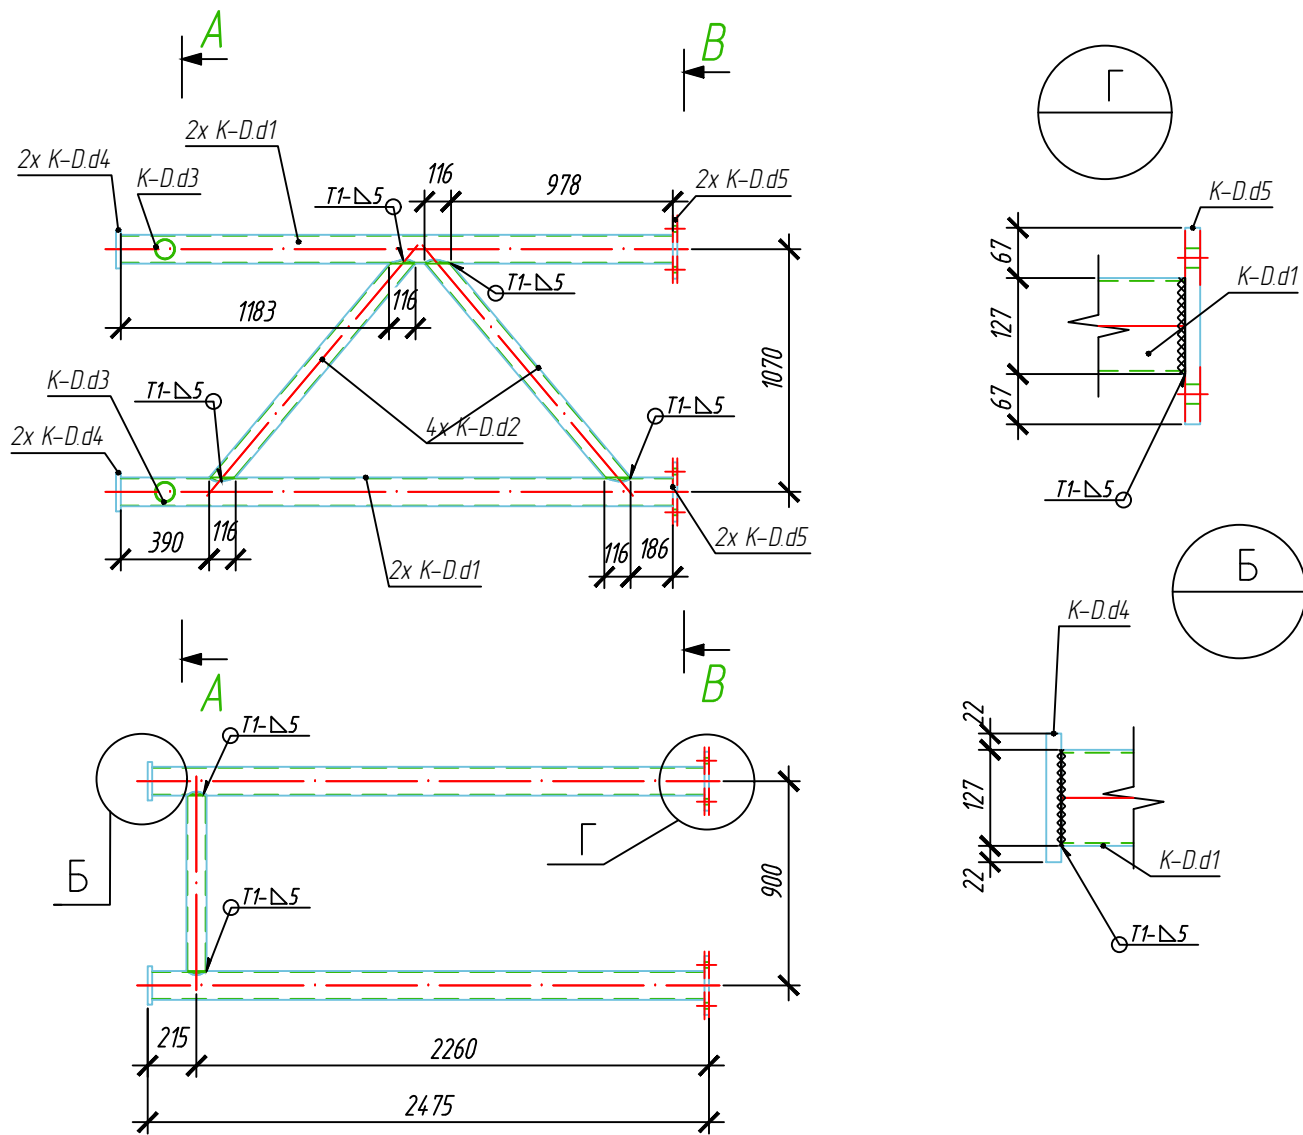 A
B
Г
2x K-D.d1
2x K-D.d4
K-D.d3
T1-⊿5
116
978
2x K-D.d5
K-D.d5
67
K-D.d1
127
67
T1-⊿5
T1-⊿5
1183
116
1070
K-D.d3
T1-⊿5
T1-⊿5
2x K-D.d4
4x K-D.d2
390
116
116
186
2x K-D.d5
2x K-D.d1
Б
K-D.d4
A
B
T1-⊿5
22
127
22
K-D.d1
T1-⊿5
Б
Г
T1-⊿5
900
215
2260
2475